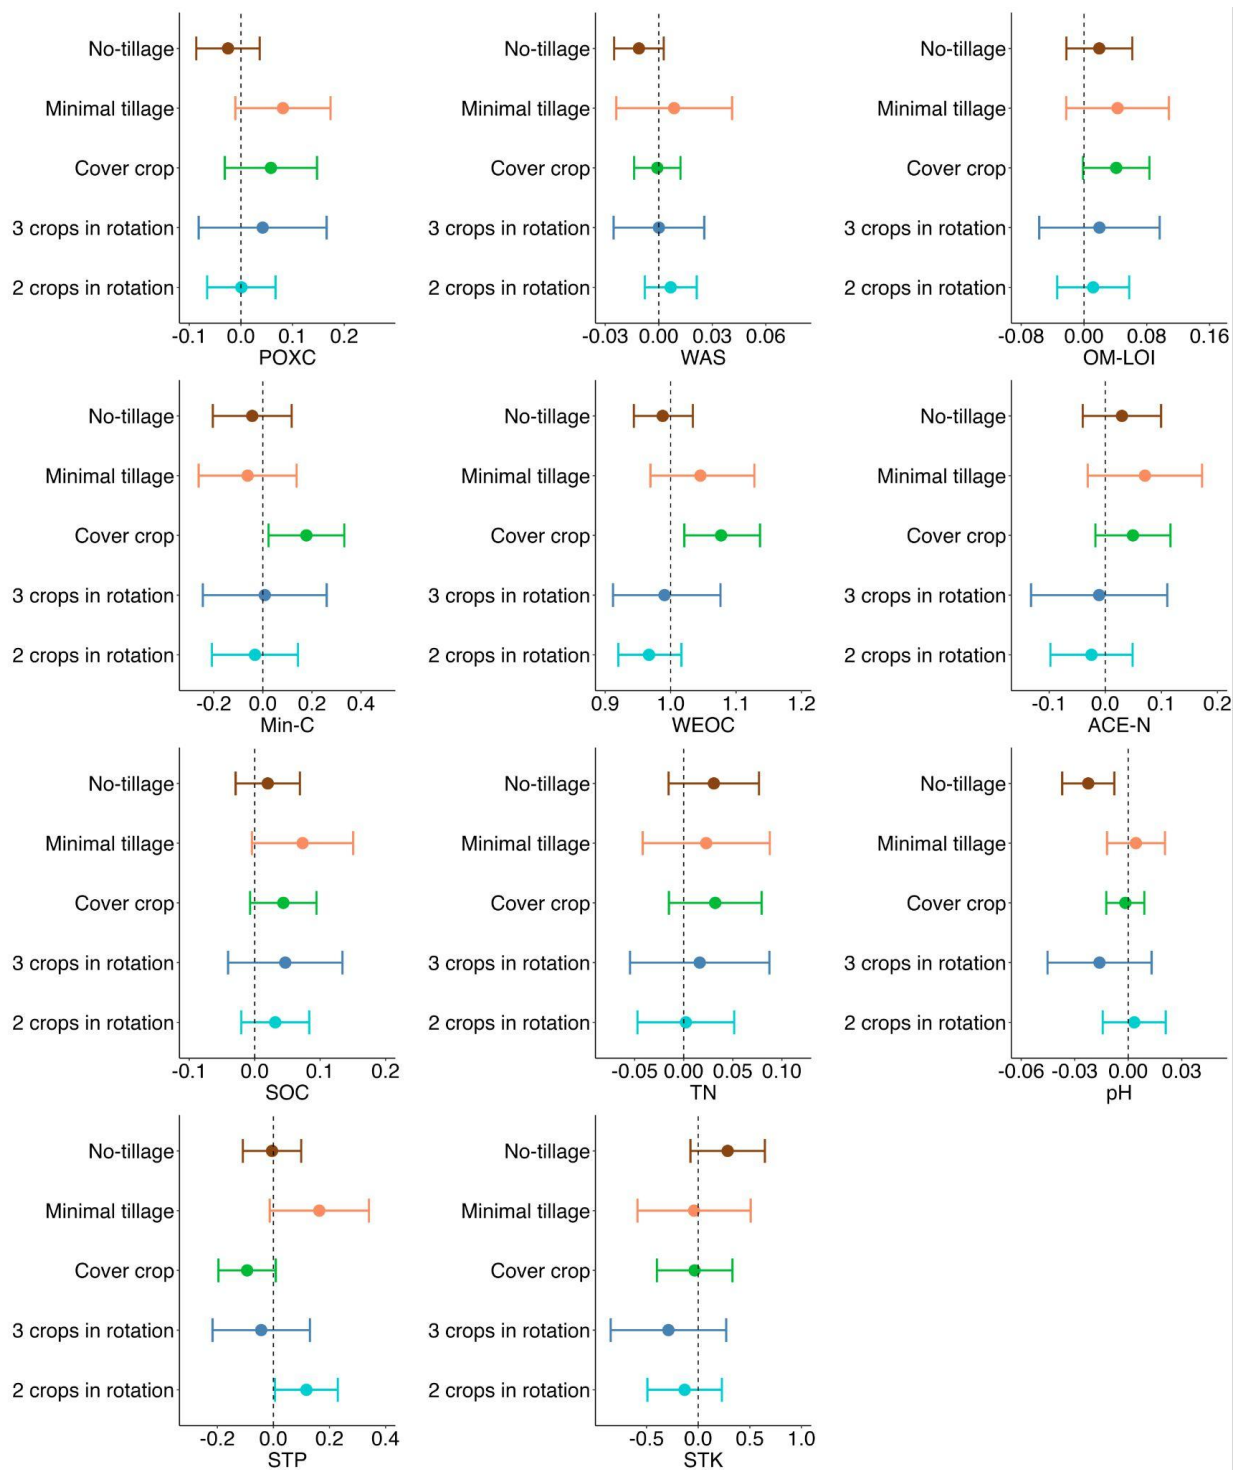 No-tillage
Minimal tillage
Cover crop
3 crops in rotation
2 crops in rotation
-0.1 0.0 0.1 0.2
POXC
No-tillage
Minimal tillage
Cover crop
3 crops in rotation
2 crops in rotation
-0.03 0.00 0.03 0.06
WAS
No-tillage
Minimal tillage
Cover crop
3 crops in rotation
2 crops in rotation
-0.08 0.00 0.08 0.16
OM-LOI
No-tillage
Minimal tillage
Cover crop
3 crops in rotation
2 crops in rotation
-0.2 0.0 0.2 0.4
Min-C
No-tillage
Minimal tillage
Cover crop
3 crops in rotation
2 crops in rotation
0.9 1.0 1.1 1.2
WEOC
No-tillage
Minimal tillage
Cover crop
3 crops in rotation
2 crops in rotation
-0.1 0.0 0.1 0.2
ACE-N
No-tillage
Minimal tillage
Cover crop
3 crops in rotation
2 crops in rotation
-0.1 0.0 0.1 0.2
SOC
No-tillage
Minimal tillage
Cover crop
3 crops in rotation
2 crops in rotation
-0.05 0.00 0.05 0.10
TN
No-tillage
Minimal tillage
Cover crop
3 crops in rotation
2 crops in rotation
-0.06 -0.03 0.00 0.03
pH
No-tillage
Minimal tillage
Cover crop
3 crops in rotation
2 crops in rotation
-0.2 0.0 0.2 0.4
STP
No-tillage
Minimal tillage
Cover crop
3 crops in rotation
2 crops in rotation
-0.5 0.0 0.5 1.0
STK